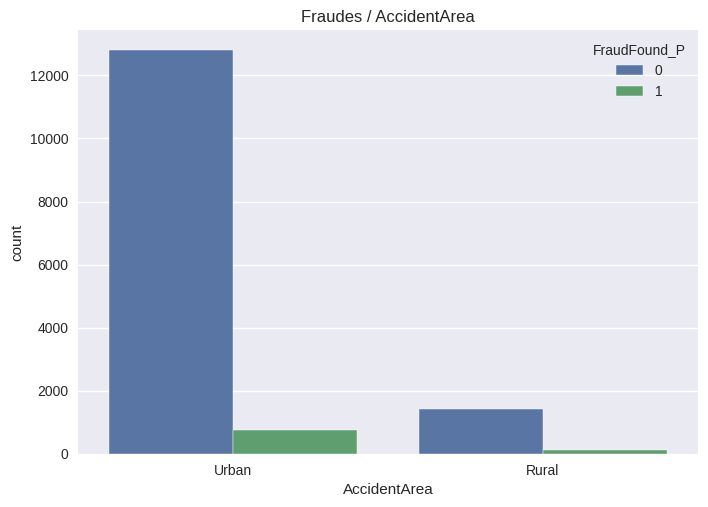 Fraudes / AccidentArea
FraudFound_P
0
1
12000
10000
8000
6000
4000
2000
0
count
Urban
Rural
AccidentArea